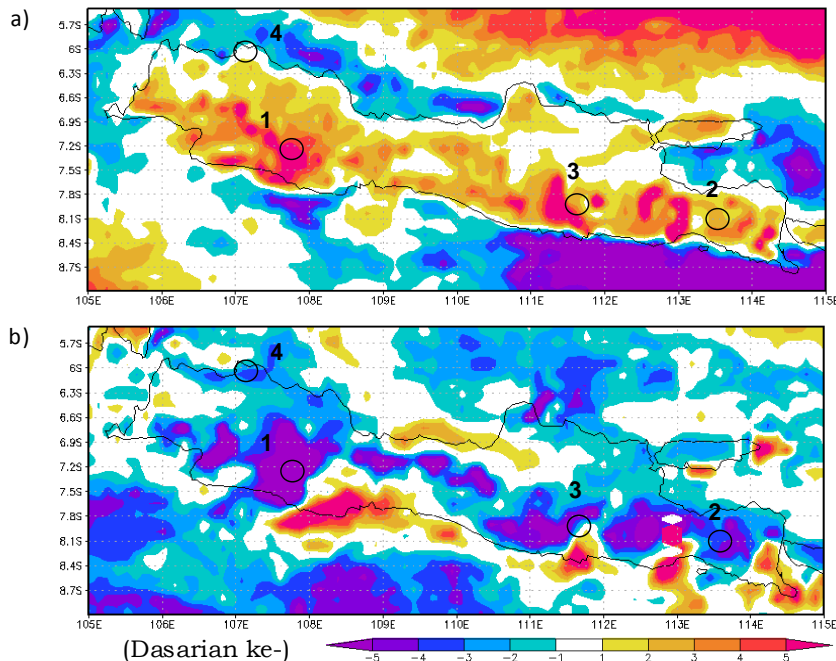 a)
5.7S
6S
6.3S
6.6S
6.9S
7.2S
7.5S
7.8S
8.1S
8.4S
8.7S
4
1
3
2
105E 106E 107E 108E 109E 110E 111E 112E 113E 114E 115E
b)
5.7S
6S
6.3S
6.6S
6.9S
7.2S
7.5S
7.8S
8.1S
8.4S
8.7S
4
1
3
2
105E 106E 107E 108E 109E 110E 111E 112E 113E 114E 115E
(Dasarian ke-)
-5 -4 -3 -2 -1 1 2 3 4 5